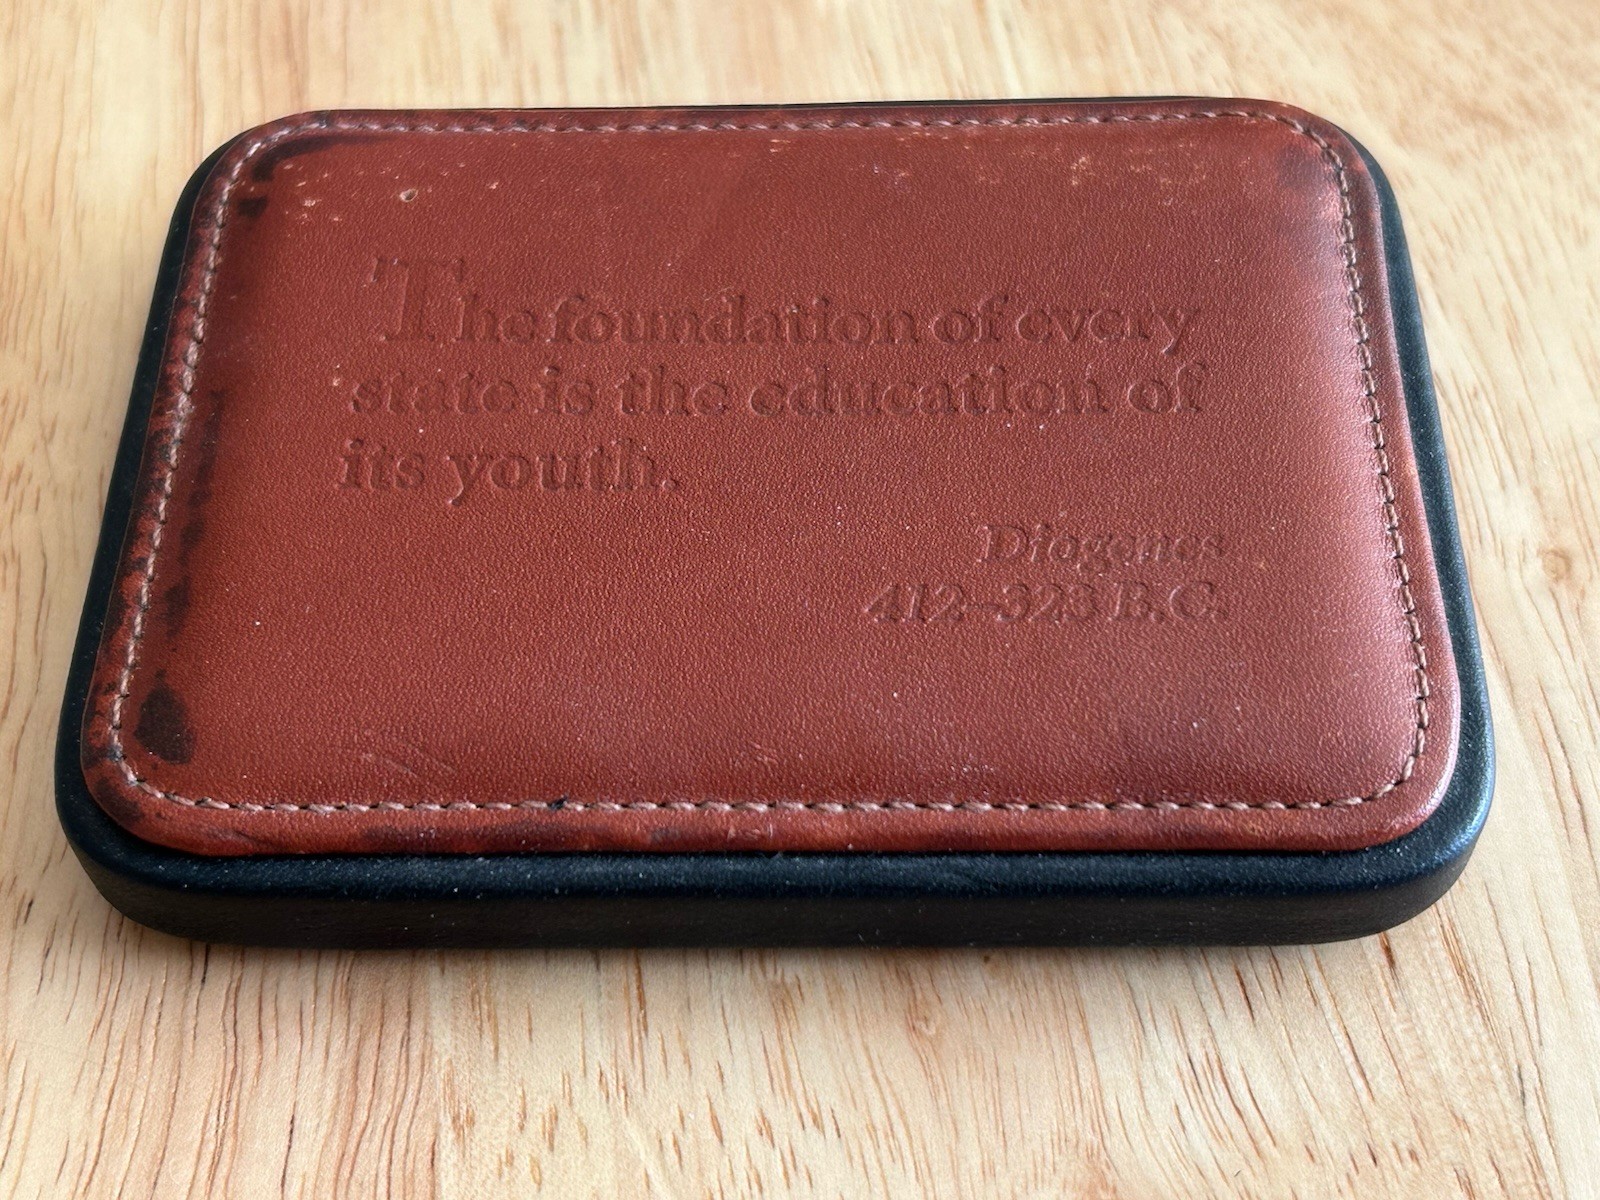 The foundation of every
state is the education of
its youth.
Diogenes
412–323 B.C.